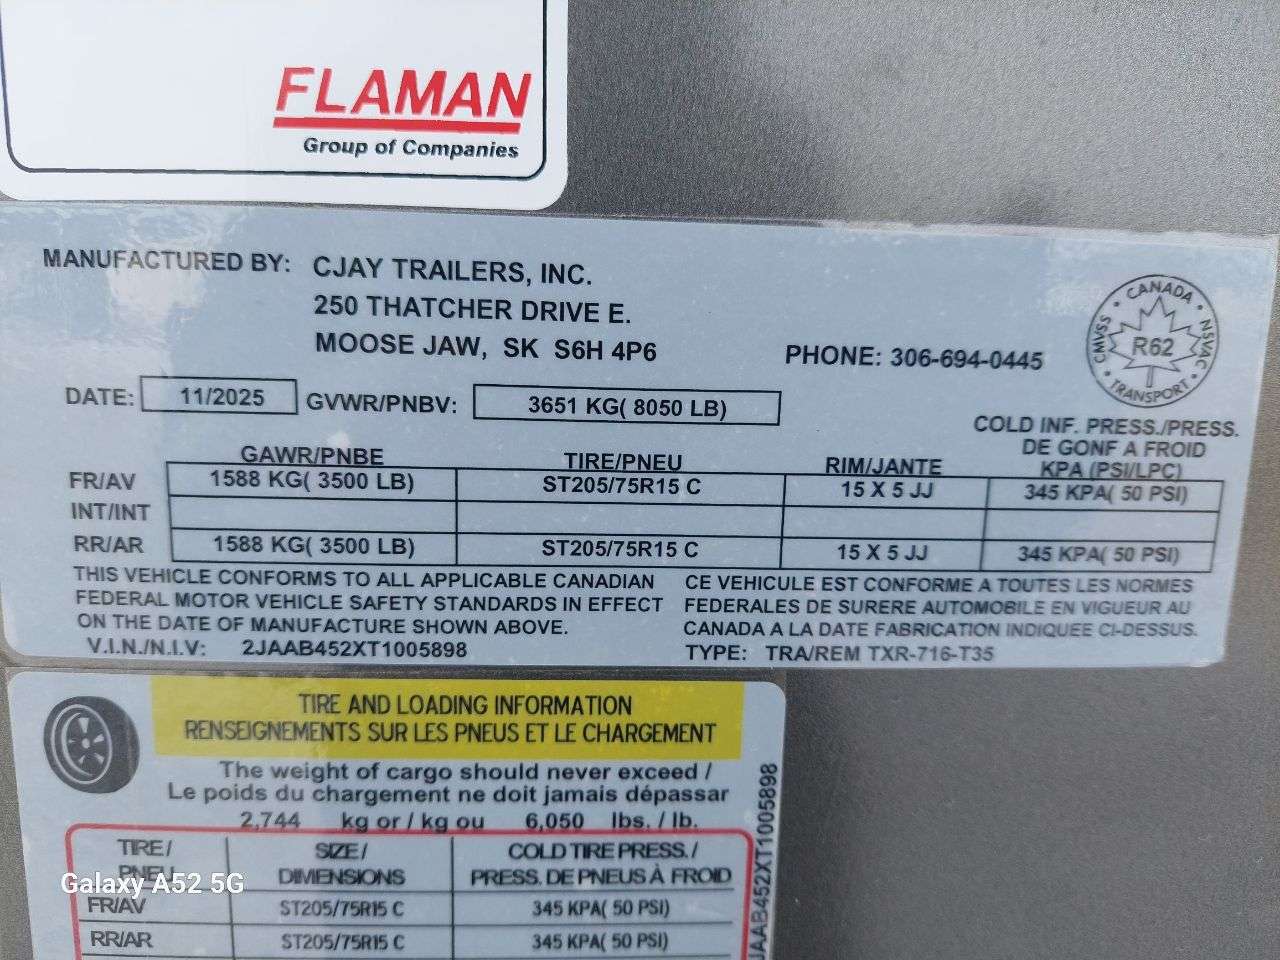 FLAMAN
Group of Companies
MANUFACTURED BY: CJAY TRAILERS, INC.
250 THATCHER DRIVE E.
MOOSE JAW, SK S6H 4P6
PHONE: 306-694-0445
CANADA
CMVSS
NSVAC
R62
TRANSPORT
DATE: 11/2025 GVWR/PNBV: 3651 KG( 8050 LB)
COLD INF. PRESS./PRESS.
DE GONF A FROID
GAWR/PNBE TIRE/PNEU RIM/JANTE KPA (PSI/LPC)
FR/AV 1588 KG( 3500 LB) ST205/75R15 C 15 X 5 JJ 345 KPA( 50 PSI)
INT/INT
RR/AR 1588 KG( 3500 LB) ST205/75R15 C 15 X 5 JJ 345 KPA( 50 PSI)
THIS VEHICLE CONFORMS TO ALL APPLICABLE CANADIAN
FEDERAL MOTOR VEHICLE SAFETY STANDARDS IN EFFECT
ON THE DATE OF MANUFACTURE SHOWN ABOVE.
CE VEHICULE EST CONFORME A TOUTES LES NORMES
FEDERALES DE SURERE AUTOMOBILE EN VIGUEUR AU
CANADA A LA DATE FABRICATION INDIQUEE CI-DESSUS.
V.I.N./N.I.V: 2JAAB452XT1005898
TYPE: TRA/REM TXR-716-T35
TIRE AND LOADING INFORMATION
RENSEIGNEMENTS SUR LES PNEUS ET LE CHARGEMENT
The weight of cargo should never exceed /
Le poids du chargement ne doit jamais dépassar
2,744 kg or / kg ou 6,050 lbs. / lb.
TIRE / SIZE / COLD TIRE PRESS. /
PNEU DIMENSIONS PRESS. DE PNEUS À FROID
FR/AV ST205/75R15 C 345 KPA( 50 PSI)
RR/AR ST205/75R15 C 345 KPA( 50 PSI)
JAAB452XT1005898
Galaxy A52 5G